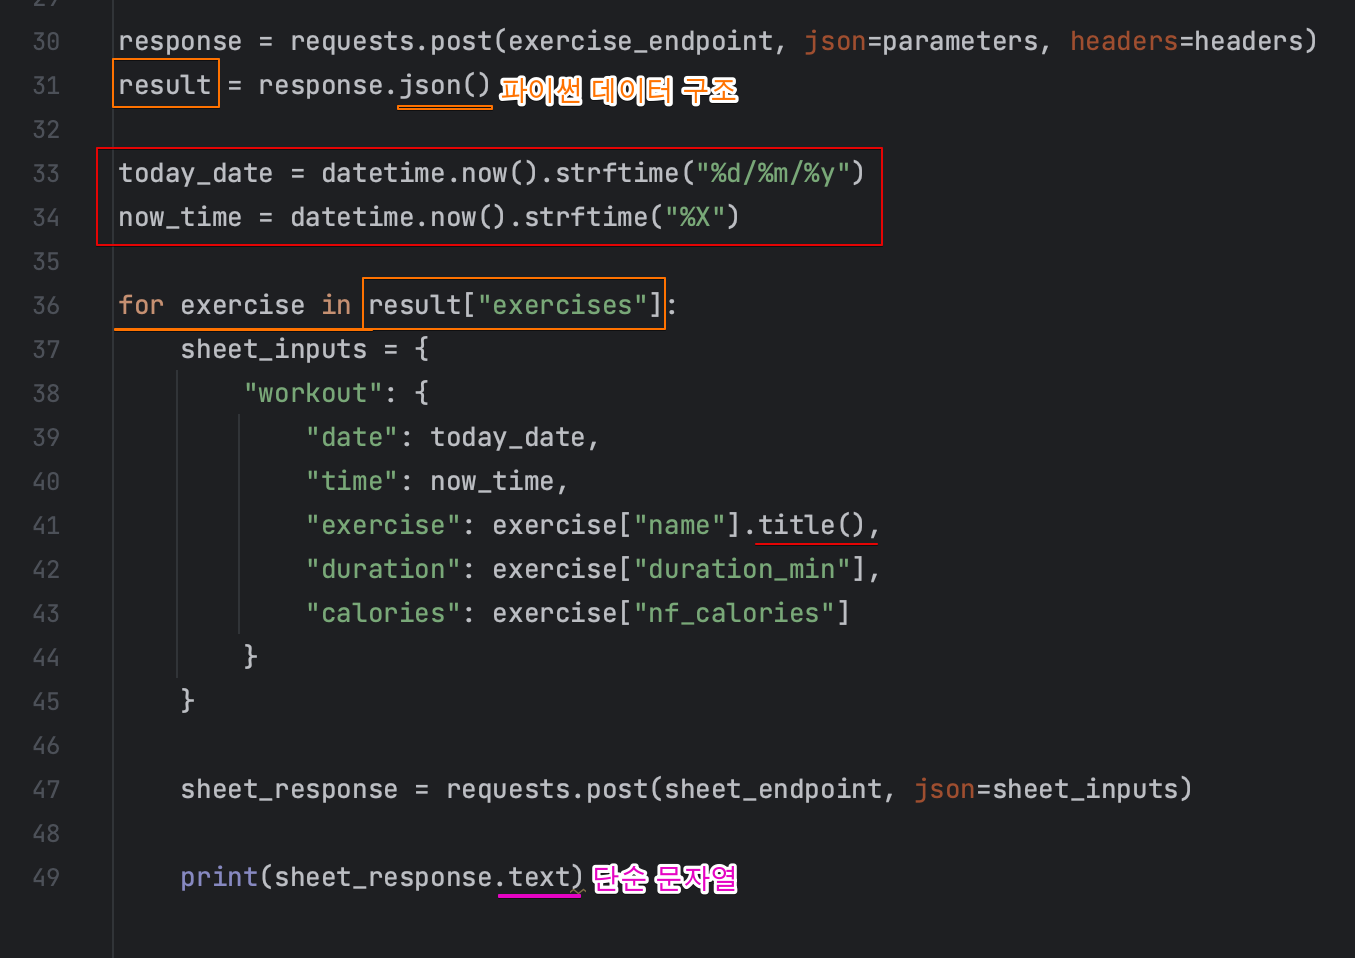 29
30 response = requests.post(exercise_endpoint, json=parameters, headers=headers)
31 result = response.json() 파이썬 데이터 구조
32
33 today_date = datetime.now().strftime("%d/%m/%y")
34 now_time = datetime.now().strftime("%X")
35
36 for exercise in result["exercises"]:
37 sheet_inputs = {
38 "workout": {
39 "date": today_date,
40 "time": now_time,
41 "exercise": exercise["name"].title(),
42 "duration": exercise["duration_min"],
43 "calories": exercise["nf_calories"]
44 }
45 }
46
47 sheet_response = requests.post(sheet_endpoint, json=sheet_inputs)
48
49 print(sheet_response.text) 단순 문자열